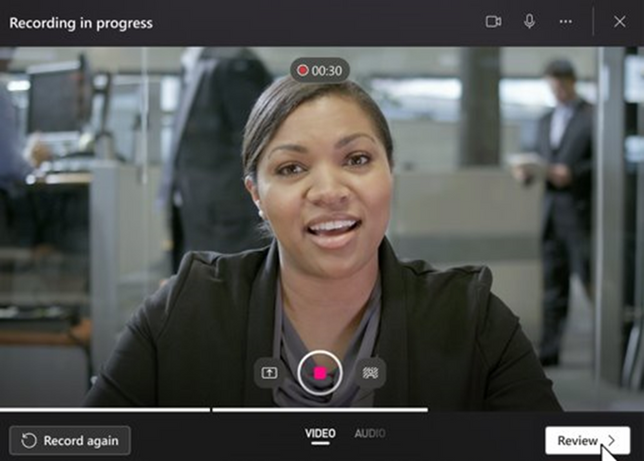 Recording in progress
00:30
Record again
VIDEO
AUDIO
Review